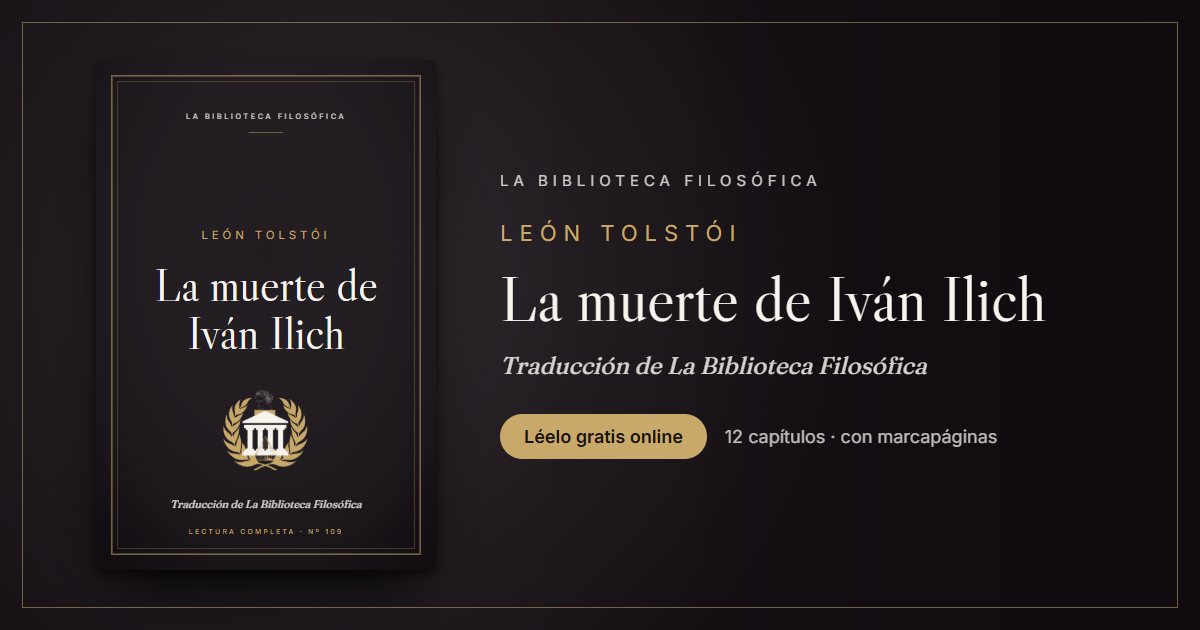 LA BIBLIOTECA FILOSÓFICA
LEÓN TOLSTÓI
La muerte de
Iván Ilich
Traducción de La Biblioteca Filosófica
LECTURA COMPLETA · Nº 109
LA BIBLIOTECA FILOSÓFICA
LEÓN TOLSTÓI
La muerte de Iván Ilich
Traducción de La Biblioteca Filosófica
Léelo gratis online
12 capítulos · con marcapáginas